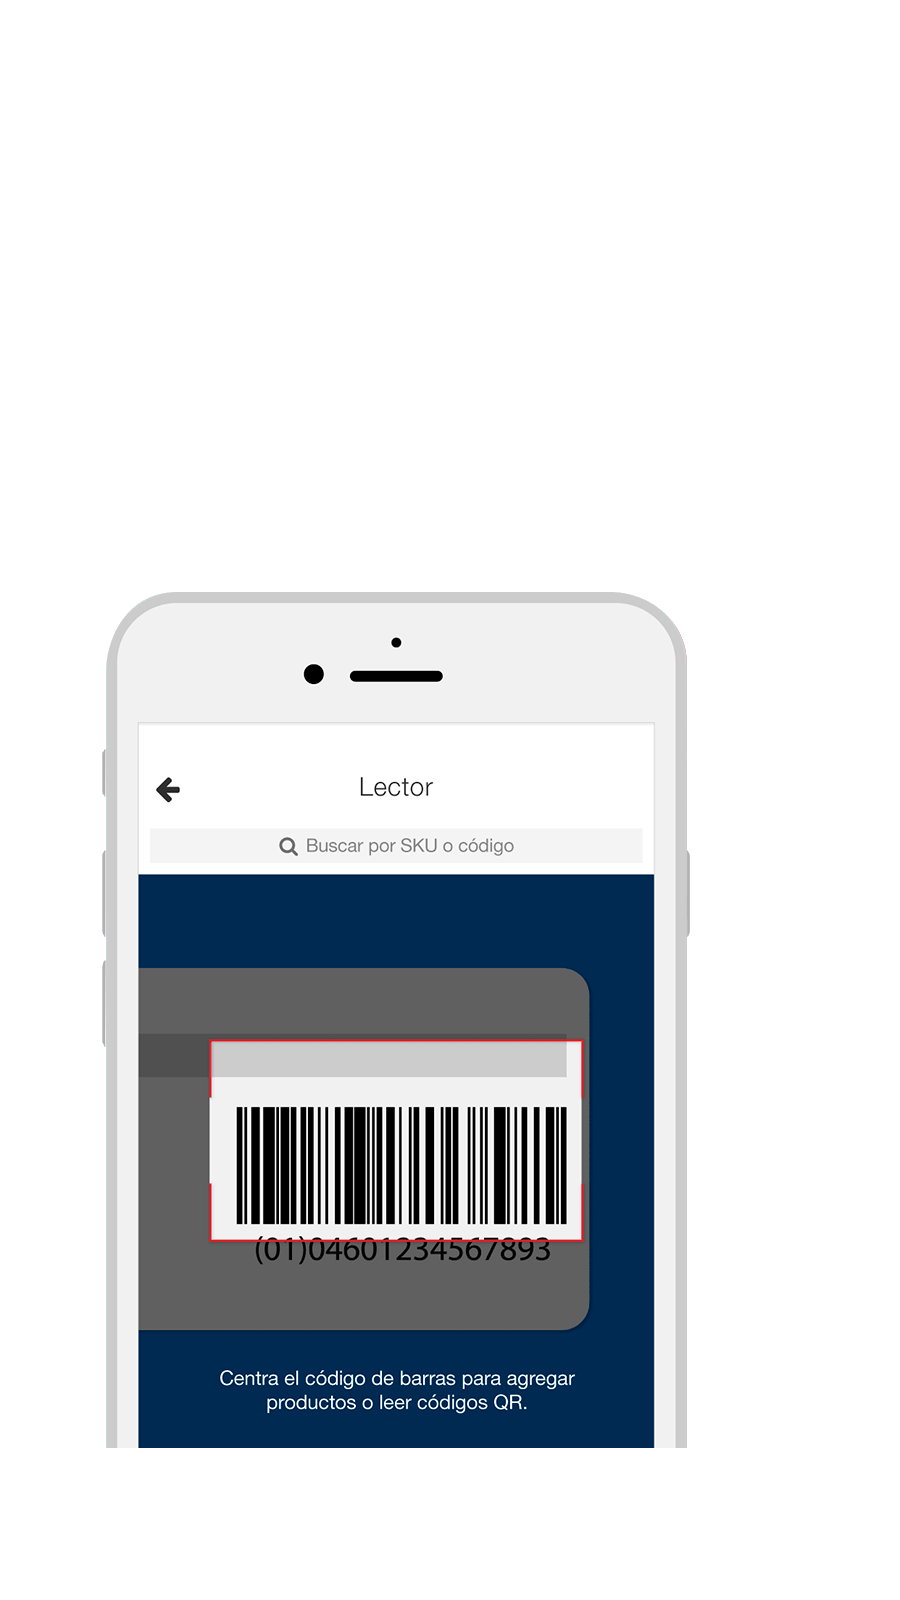 Lector
Buscar por SKU o código
(01)04601234567893
Centra el código de barras para agregar
productos o leer códigos QR.